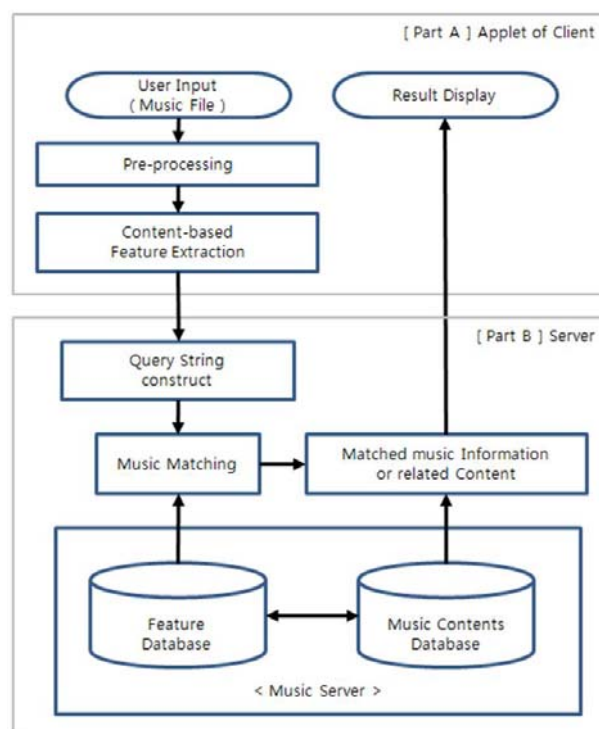 [ Part A ] Applet of Client
User Input
( Music File )
Result Display
Pre-processing
Content-based
Feature Extraction
[ Part B ] Server
Query String
construct
Music Matching
Matched music Information
or related Content
Feature
Database
Music Contents
Database
< Music Server >